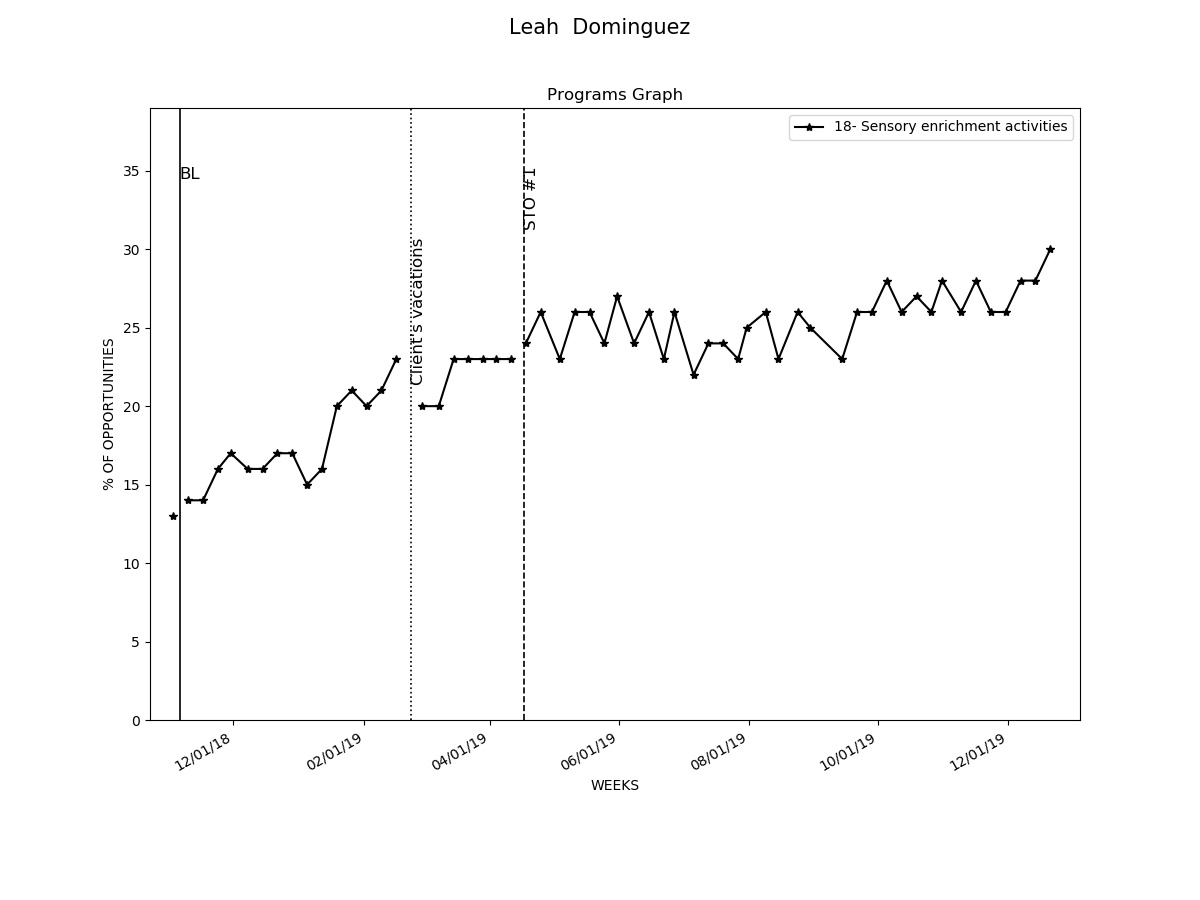 Leah  Dominguez
Programs Graph
18- Sensory enrichment activities
BL
Client's vacations
STO #1
% OF OPPORTUNITIES
35
30
25
20
15
10
5
0
12/01/18
02/01/19
04/01/19
06/01/19
08/01/19
10/01/19
12/01/19
WEEKS